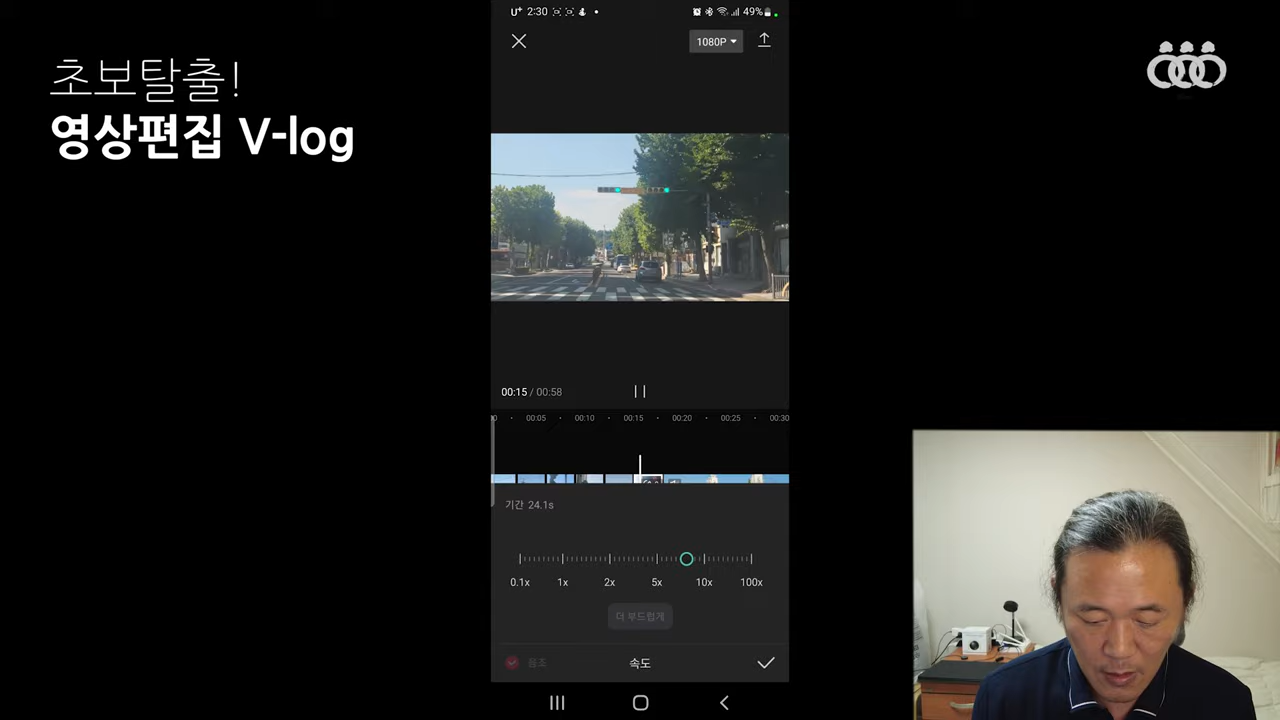 초보탈출!
영상편집 V-log
U+ 2:30
49%
1080P
00:15 / 00:58
00:05 00:10 00:15 00:20 00:25 00:30
기간 24.1s
0.1x 1x 2x 5x 10x 100x
더 부드럽게
음조 속도